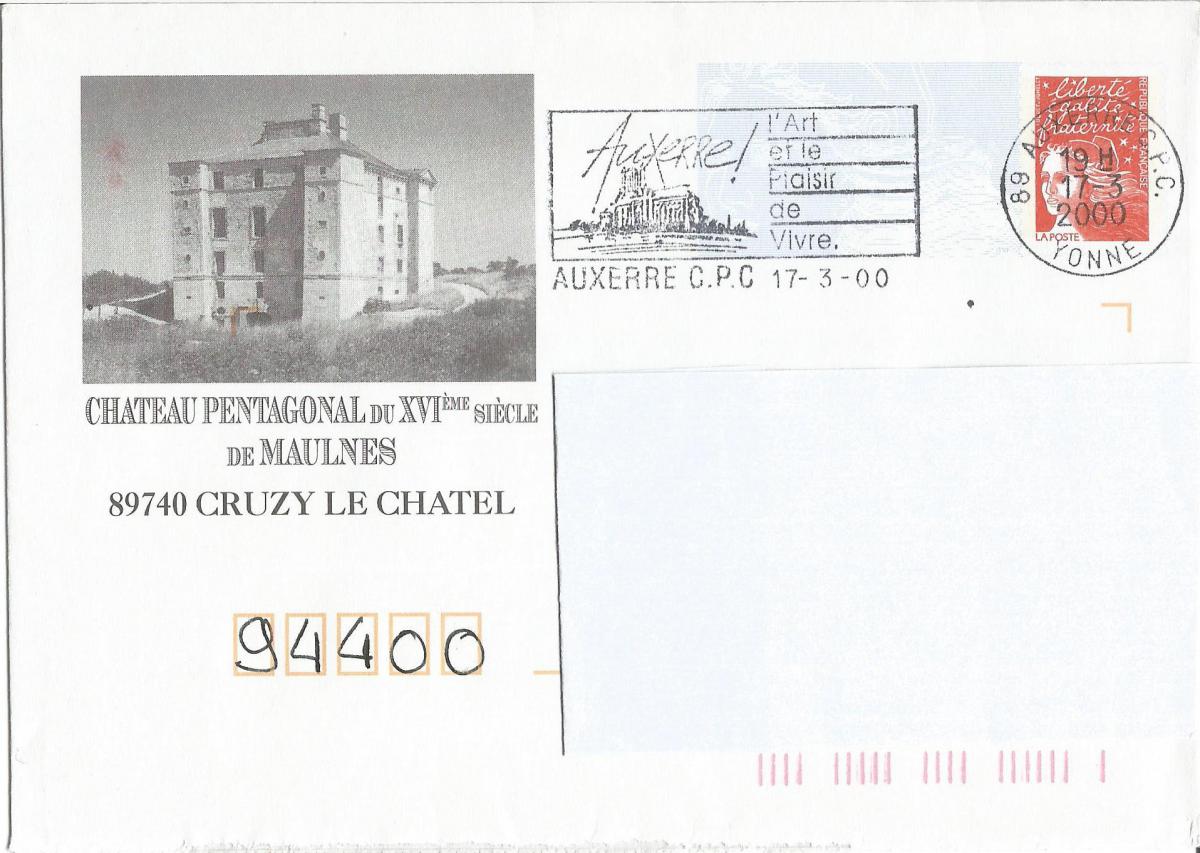 Auxerre!
l'Art
et le
Plaisir
de
Vivre.
AUXERRE C.P.C 17-3-00
liberté
égalité
fraternité
RÉPUBLIQUE FRANÇAISE
LA POSTE
89 AUXERRE C.P.C.
19 H
17-3
2000
YONNE
CHATEAU PENTAGONAL DU XVIÈME SIÈCLE
DE MAULNES
89740 CRUZY LE CHATEL
94400